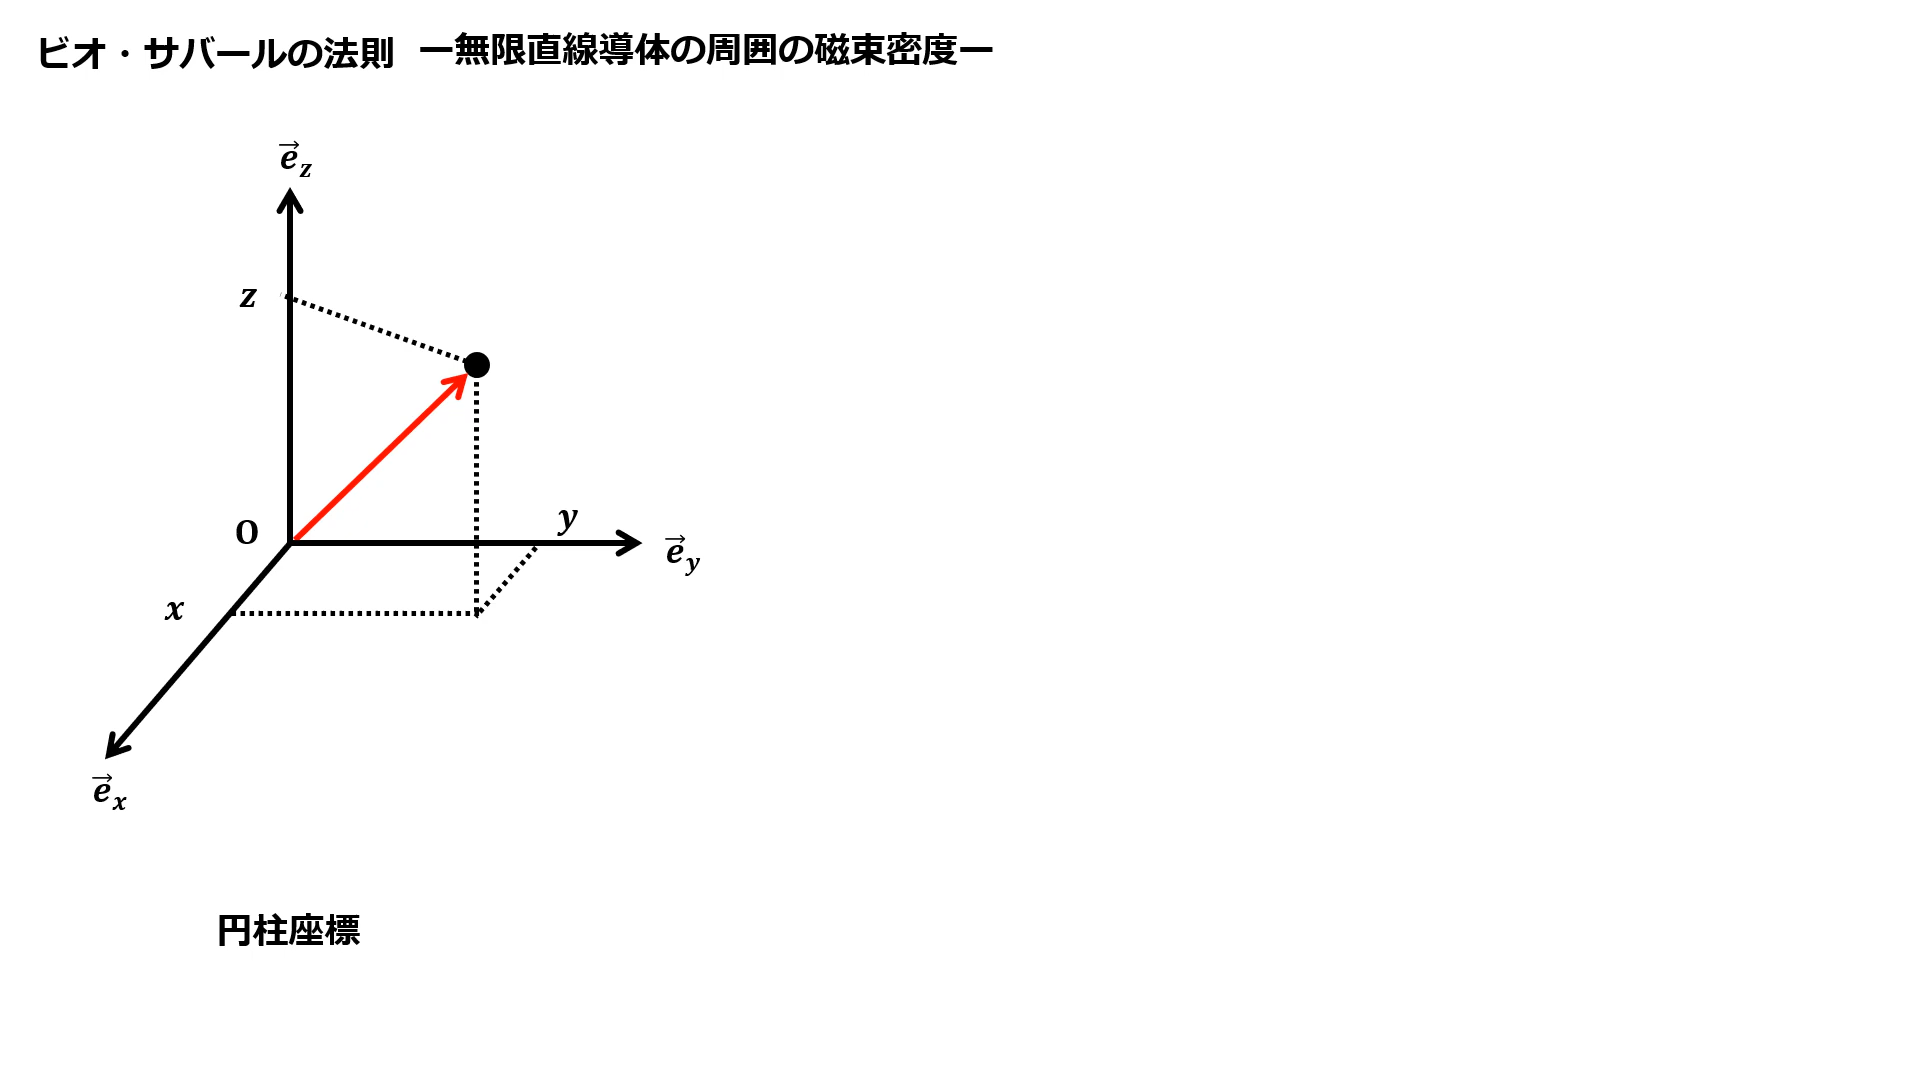 ビオ・サバールの法則 ー無限直線導体の周囲の磁束密度ー
e⃗z
z
O
y
e⃗y
x
e⃗x
円柱座標